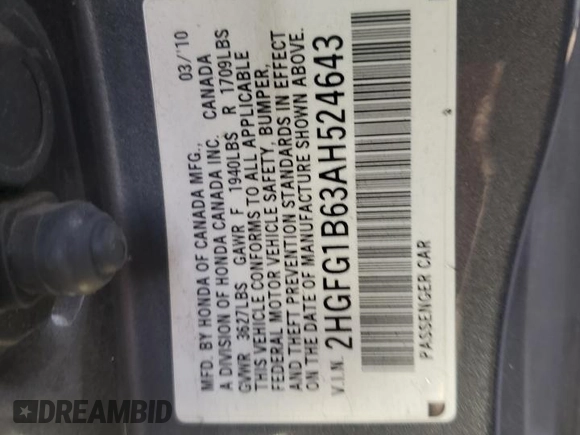 MFD. BY HONDA OF CANADA MFG., 03/'10
A DIVISION OF HONDA CANADA INC. CANADA
GVWR 3627LBS GAWR F 1940LBS R 1709LBS
THIS VEHICLE CONFORMS TO ALL APPLICABLE
FEDERAL MOTOR VEHICLE SAFETY, BUMPER,
AND THEFT PREVENTION STANDARDS IN EFFECT
ON THE DATE OF MANUFACTURE SHOWN ABOVE.
V.I.N. 2HGFG1B63AH524643
PASSENGER CAR
DREAMBID